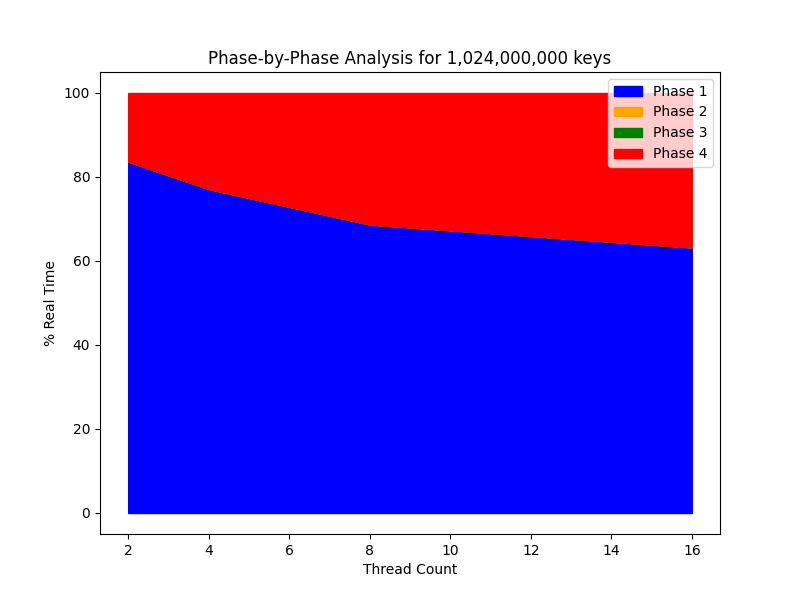 Phase-by-Phase Analysis for 1,024,000,000 keys
Phase 1
Phase 2
Phase 3
Phase 4
100
80
60
40
20
0
% Real Time
2 4 6 8 10 12 14 16
Thread Count